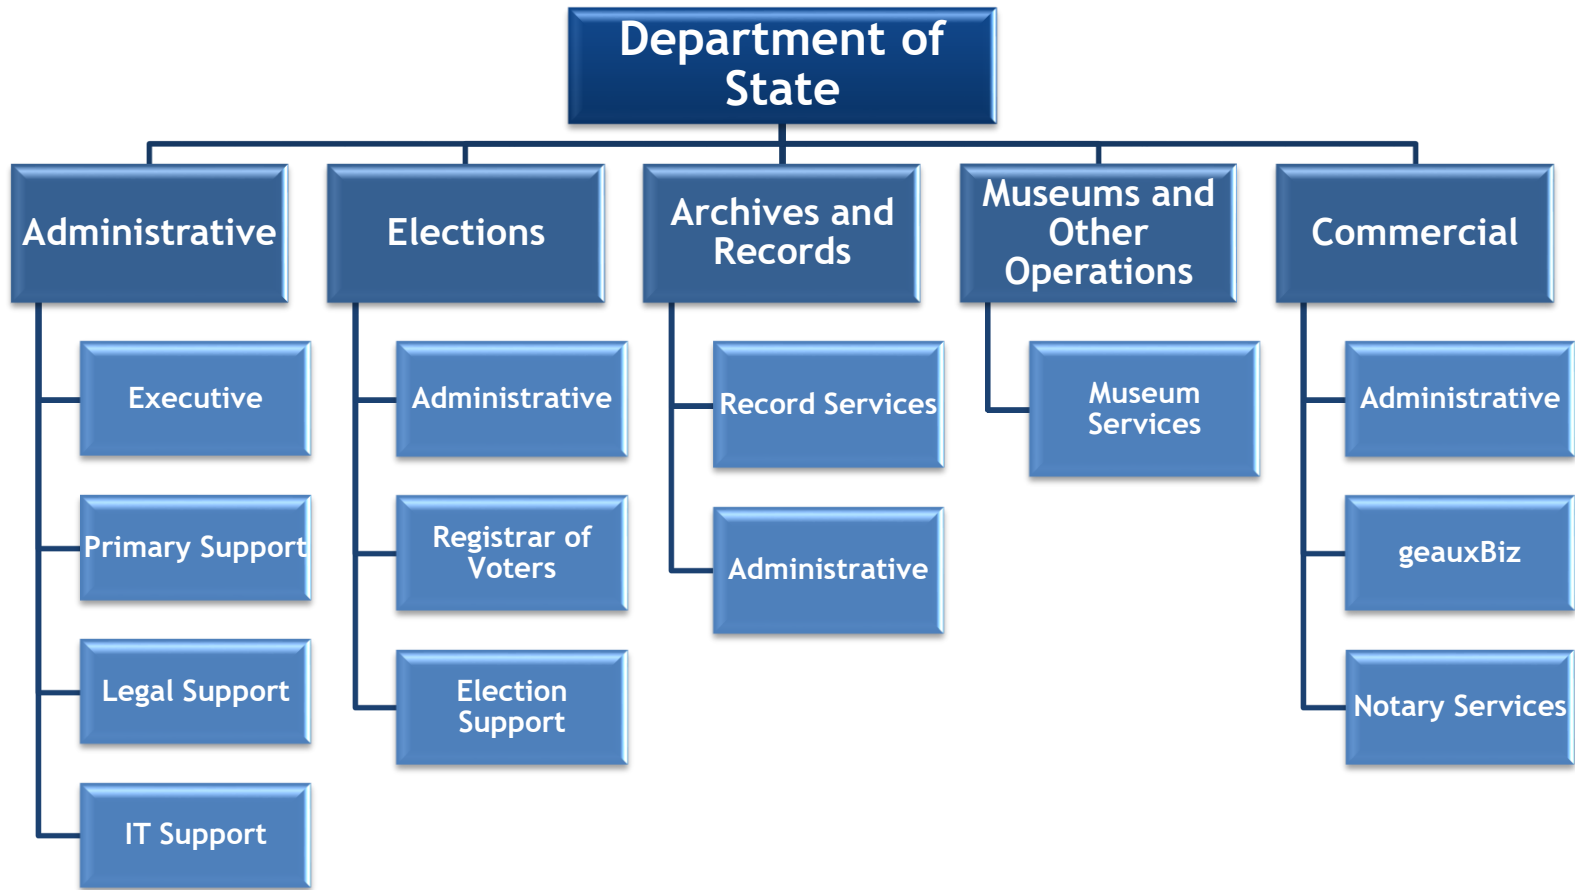 Department of
State
Administrative
Executive
Primary Support
Legal Support
IT Support
Elections
Administrative
Registrar of
Voters
Election
Support
Archives and
Records
Record Services
Administrative
Museums and
Other
Operations
Museum
Services
Commercial
Administrative
geauxBiz
Notary Services